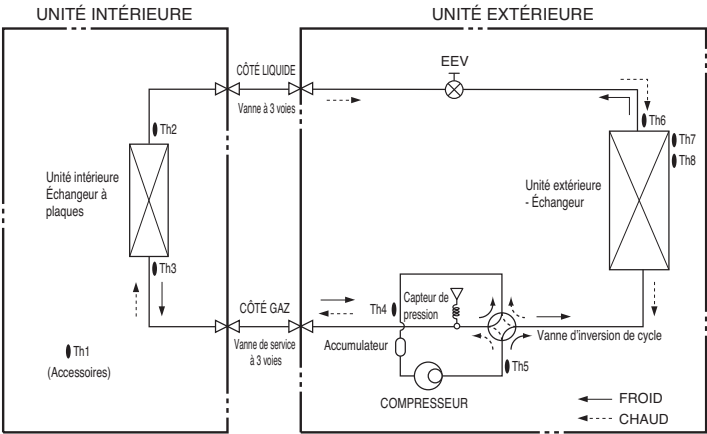 UNITÉ INTÉRIEURE
UNITÉ EXTÉRIEURE
CÔTÉ LIQUIDE
Vanne à 3 voies
EEV
Th2
Th6
Th7
Th8
Unité intérieure
Échangeur à
plaques
Unité extérieure
- Échangeur
Th3
CÔTÉ GAZ
Vanne de service
à 3 voies
Th4
Capteur de
pression
Vanne d'inversion de cycle
Accumulateur
Th1
(Accessoires)
Th5
COMPRESSEUR
FROID
CHAUD